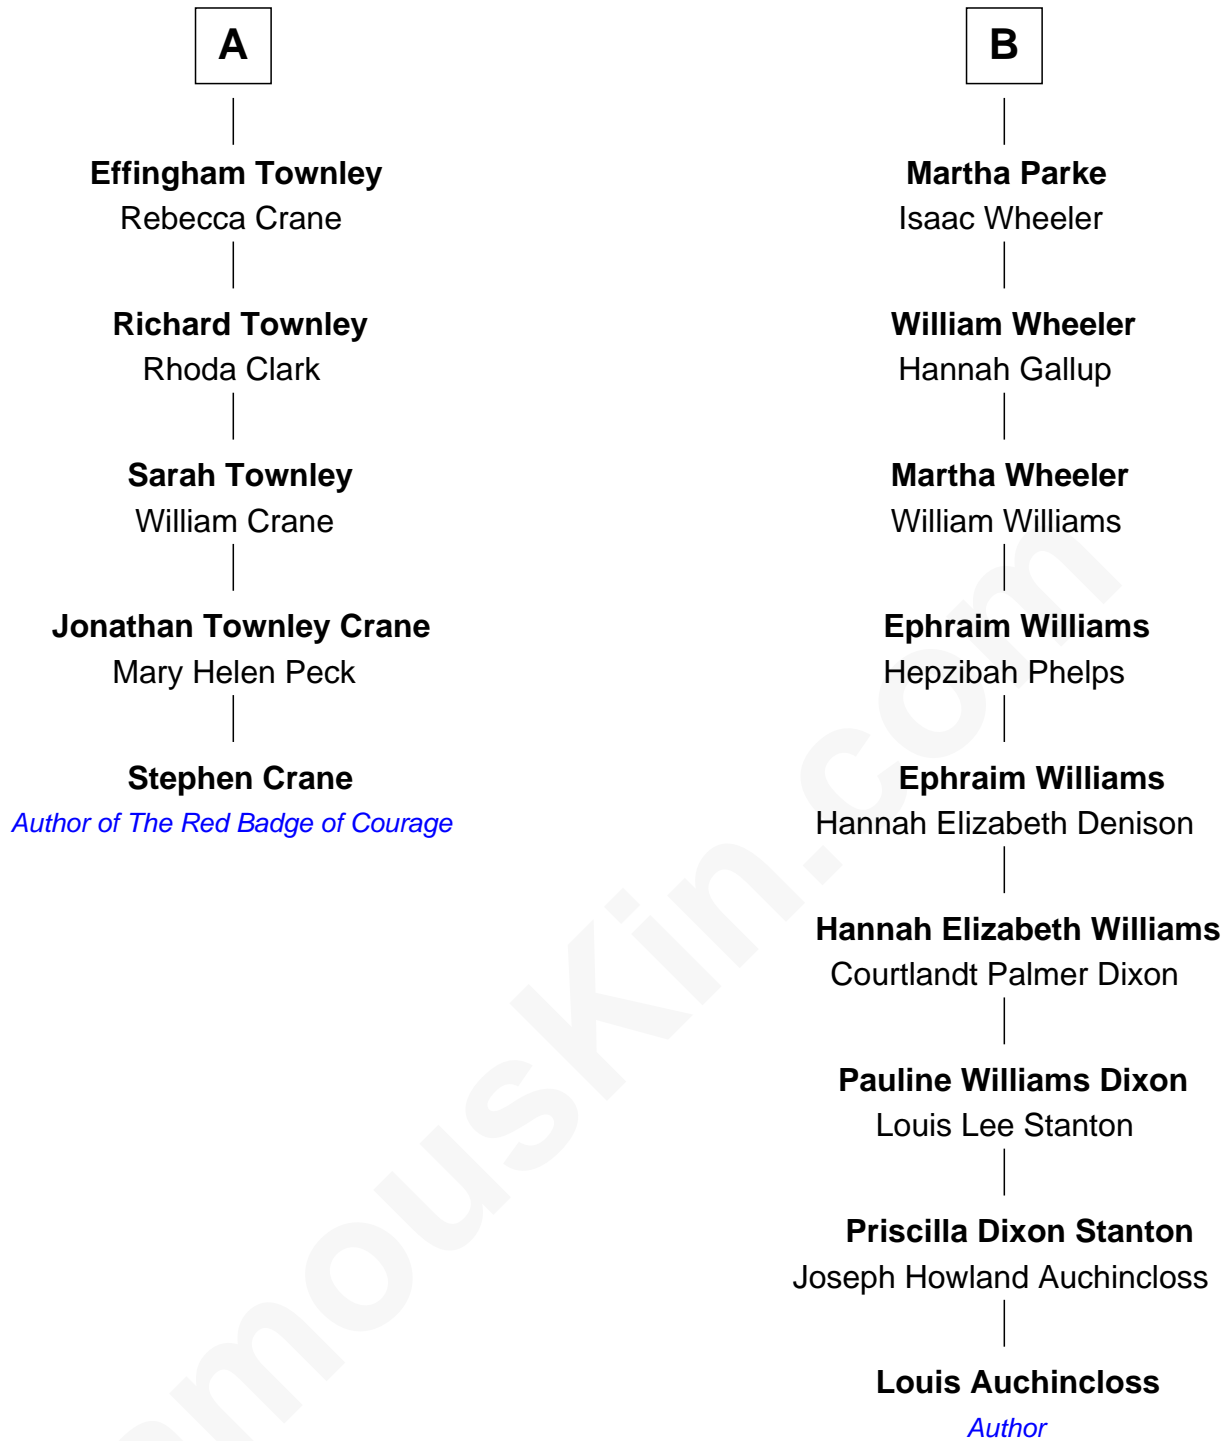 A
Effingham Townley
Rebecca Crane
Richard Townley
Rhoda Clark
Sarah Townley
William Crane
Jonathan Townley Crane
Mary Helen Peck
Stephen Crane
Author of The Red Badge of Courage
B
Martha Parke
Isaac Wheeler
William Wheeler
Hannah Gallup
Martha Wheeler
William Williams
Ephraim Williams
Hepzibah Phelps
Ephraim Williams
Hannah Elizabeth Denison
Hannah Elizabeth Williams
Courtlandt Palmer Dixon
Pauline Williams Dixon
Louis Lee Stanton
Priscilla Dixon Stanton
Joseph Howland Auchincloss
Louis Auchincloss
Author
amousKin.com